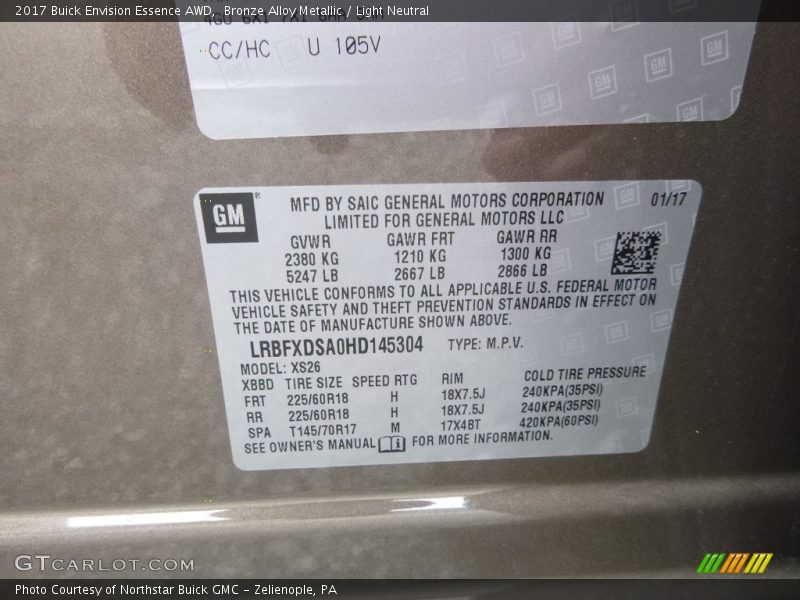 2017 Buick Envision Essence AWD - Bronze Alloy Metallic / Light Neutral
CC/HC U 105V
GM
MFD BY SAIC GENERAL MOTORS CORPORATION 01/17
LIMITED FOR GENERAL MOTORS LLC
GVWR GAWR FRT GAWR RR
2380 KG 1210 KG 1300 KG
5247 LB 2667 LB 2866 LB
THIS VEHICLE CONFORMS TO ALL APPLICABLE U.S. FEDERAL MOTOR
VEHICLE SAFETY AND THEFT PREVENTION STANDARDS IN EFFECT ON
THE DATE OF MANUFACTURE SHOWN ABOVE.
LRBFXDSA0HD145304 TYPE: M.P.V.
MODEL: XS26
XBBD TIRE SIZE SPEED RTG RIM COLD TIRE PRESSURE
FRT 225/60R18 H 18X7.5J 240KPA(35PSI)
RR 225/60R18 H 18X7.5J 240KPA(35PSI)
SPA T145/70R17 M 17X4BT 420KPA(60PSI)
SEE OWNER'S MANUAL FOR MORE INFORMATION.
GTCARLOT.COM
Photo Courtesy of Northstar Buick GMC - Zelienople, PA